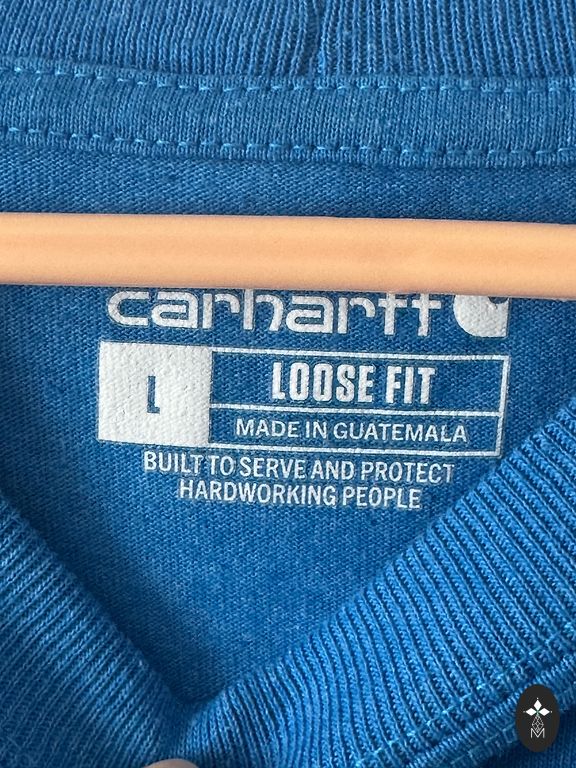 carhartt
L
LOOSE FIT
MADE IN GUATEMALA
BUILT TO SERVE AND PROTECT
HARDWORKING PEOPLE
M